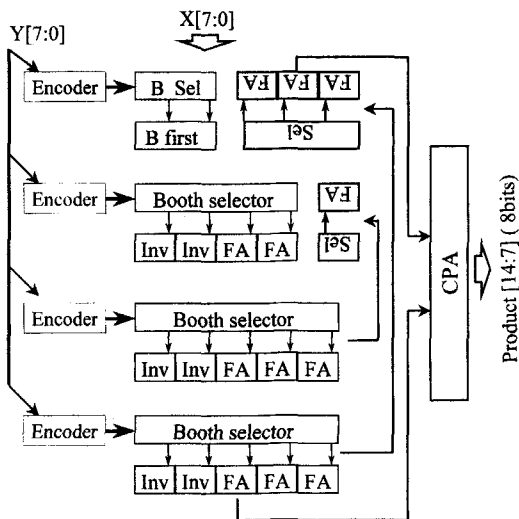 X[7:0]
Y[7:0]
Encoder
B Sel
FA FA FA
B first
Sel
Encoder
Booth selector
FA
Inv Inv FA FA
Sel
Encoder
Booth selector
Inv Inv FA FA FA
Encoder
Booth selector
Inv Inv FA FA FA
CPA
Product [14:7] ( 8bits)